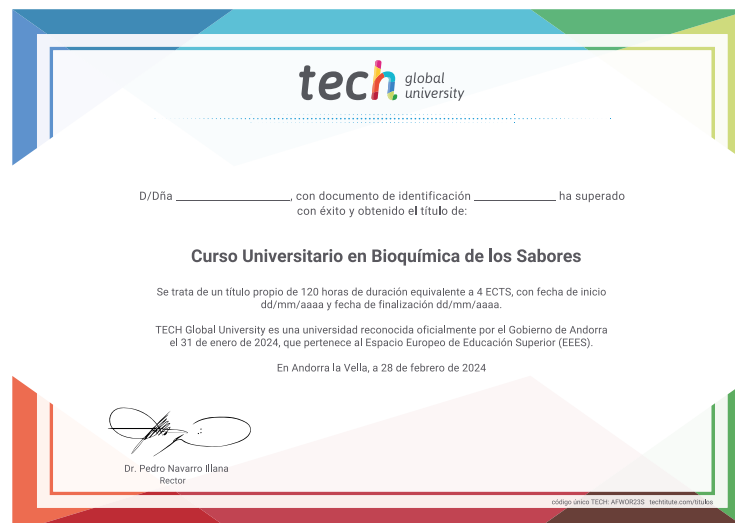 tech global
university
D/Dña ____________________, con documento de identificación ______________ ha superado
con éxito y obtenido el título de:
Curso Universitario en Bioquímica de los Sabores
Se trata de un título propio de 120 horas de duración equivalente a 4 ECTS, con fecha de inicio
dd/mm/aaaa y fecha de finalización dd/mm/aaaa.
TECH Global University es una universidad reconocida oficialmente por el Gobierno de Andorra
el 31 de enero de 2024, que pertenece al Espacio Europeo de Educación Superior (EEES).
En Andorra la Vella, a 28 de febrero de 2024
Dr. Pedro Navarro Illana
Rector
código único TECH: AFWOR23S techtitute.com/titulos